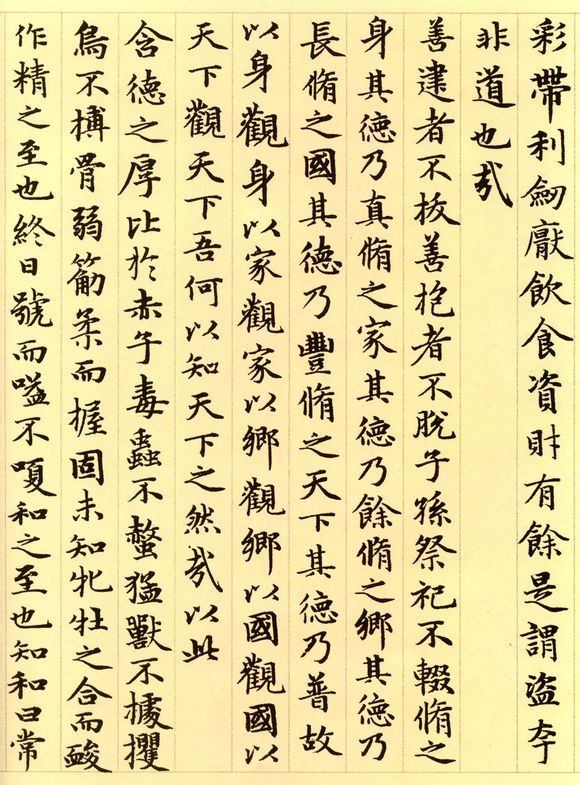 彩帶利劒厭飲食資財有餘是謂盜夸
非道也哉
善建者不拔善抱者不脫子孫祭祀不輟脩之
身其德乃真脩之家其德乃餘脩之鄉其德乃
長脩之國其德乃豐脩之天下其德乃普故
以身觀身以家觀家以鄉觀鄉以國觀國以
天下觀天下吾何以知天下之然哉以此
含德之厚比於赤子毒蟲不螫猛獸不據攫
鳥不搏骨弱筋柔而握固未知牝牡之合而酸
作精之至也終日號而嗌不嗄和之至也知和曰常